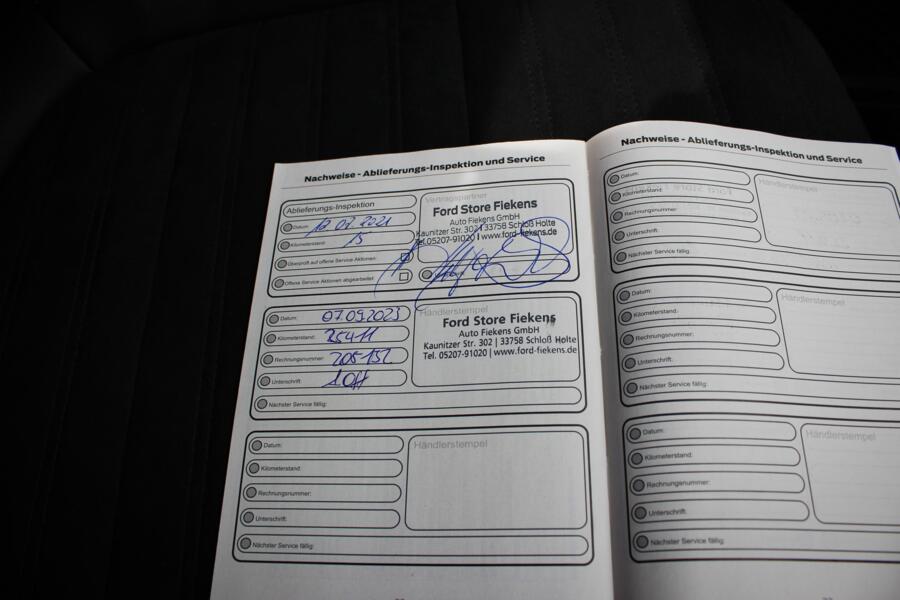 Nachweise - Ablieferungs-Inspektion und Service
Ablieferungs-Inspektion
Datum:
Kilometerstand: 15
Überprüft auf offene Service Aktionen:
Offene Service Aktionen abgearbeitet:
Vertragspartner
Ford Store Fiekens
Auto Fiekens GmbH
Kaunitzer Str. 302 | 33758 Schloß Holte
Tel. 05207-91020 | www.ford-fiekens.de
Datum: 07.09.2023
Kilometerstand: 25411
Rechnungsnummer: 205152
Unterschrift:
Nächster Service fällig:
Händlerstempel
Ford Store Fiekens
Auto Fiekens GmbH
Kaunitzer Str. 302 | 33758 Schloß Holte
Tel. 05207-91020 | www.ford-fiekens.de
Datum:
Kilometerstand:
Rechnungsnummer:
Unterschrift:
Nächster Service fällig:
Händlerstempel
Nachweise - Ablieferungs-Inspektion und Service
Datum:
Kilometerstand:
Rechnungsnummer:
Unterschrift:
Nächster Service fällig:
Händlerstempel
Datum:
Kilometerstand:
Rechnungsnummer:
Unterschrift:
Nächster Service fällig:
Händlerstempel
Datum:
Kilometerstand:
Rechnungsnummer:
Unterschrift:
Nächster Service fällig:
Händlerstempel